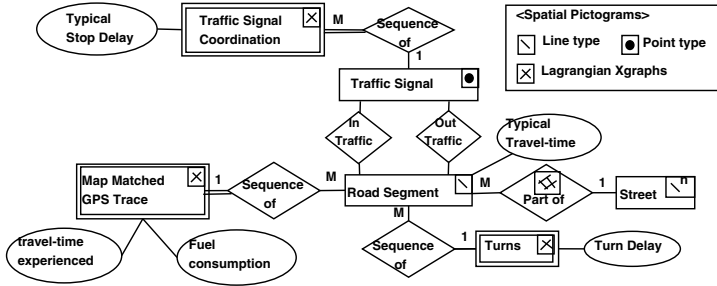 Typical
Stop Delay
Traffic Signal
Coordination
M
Sequence
of
1
<Spatial Pictograms>
Line type
Point type
Lagrangian Xgraphs
Traffic Signal
In
Traffic
Out
Traffic
Typical
Travel-time
Map Matched
GPS Trace
1
Sequence
of
M
Road Segment
M
Part of
1
Street
n
M
travel-time
experienced
Fuel
consumption
Sequence
of
1
Turns
Turn Delay